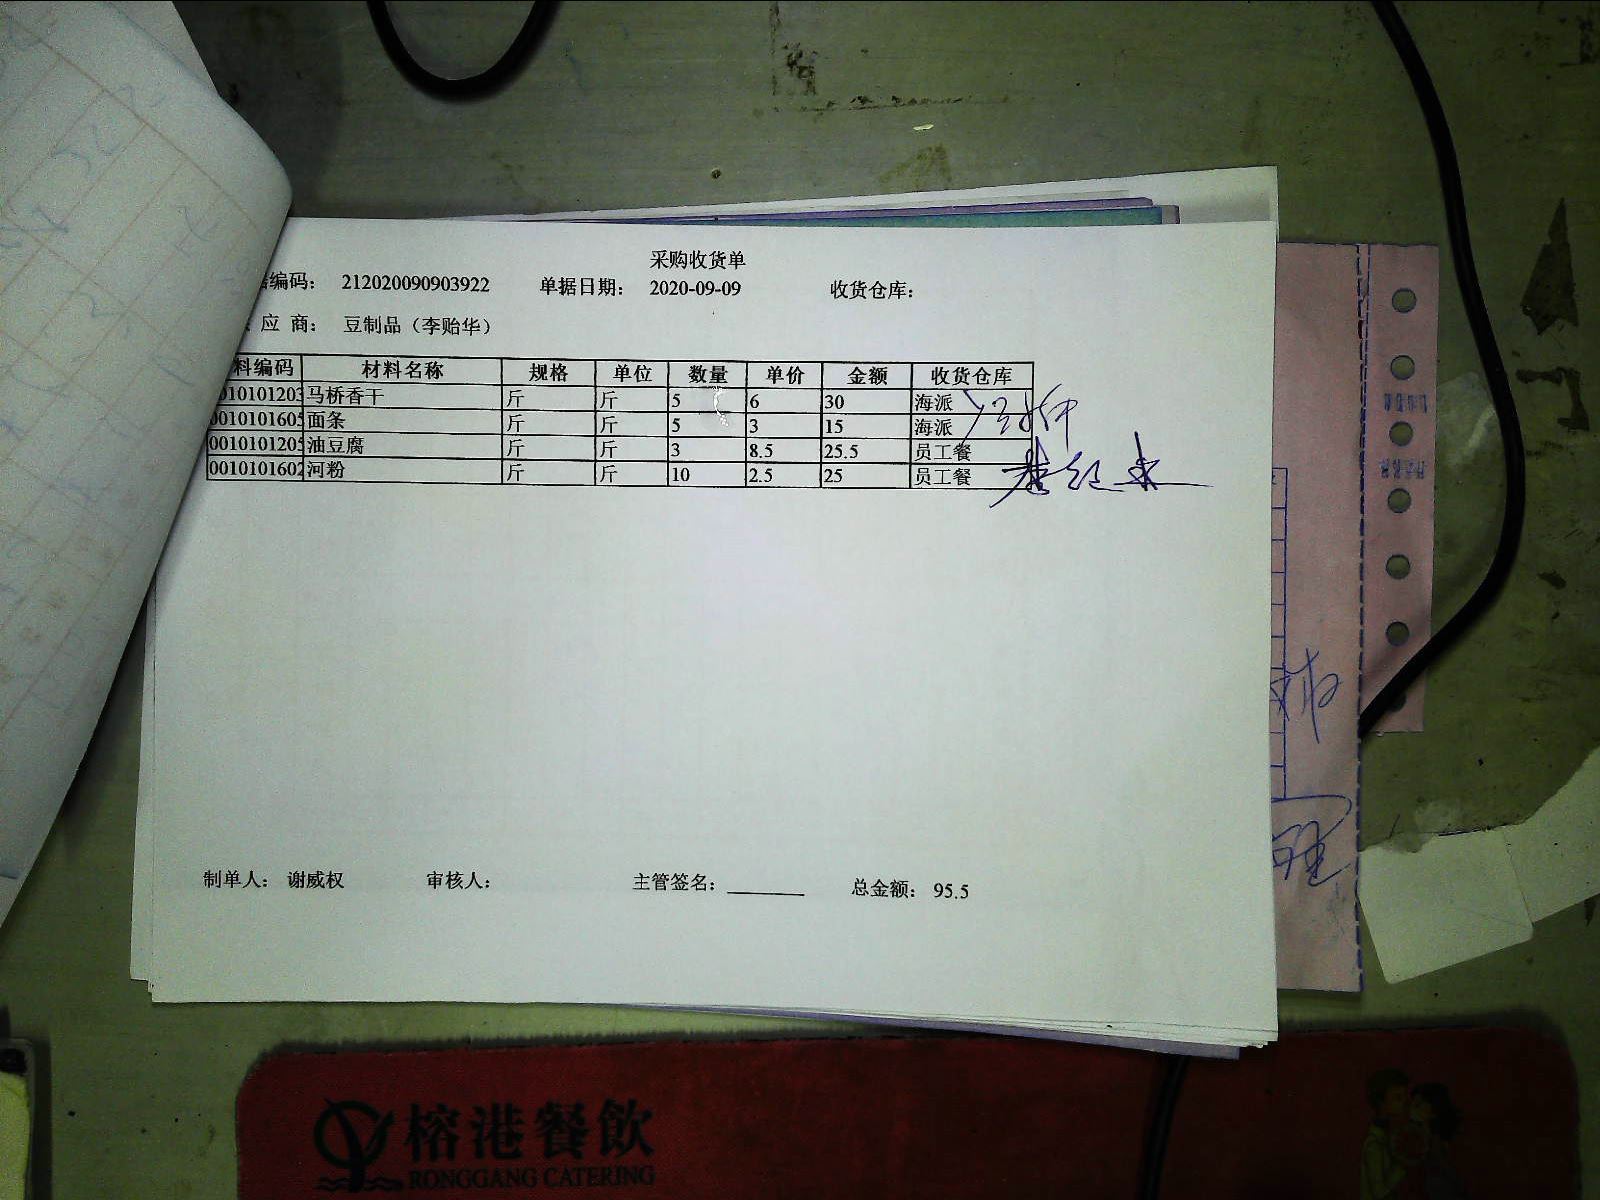 采购收货单
编码： 212020090903922 单据日期： 2020-09-09 收货仓库：
应 商： 豆制品（李贻华）
料编码 材料名称 规格 单位 数量 单价 金额 收货仓库
0010101203 马桥香干 斤 斤 5 6 30 海派
0010101605 面条 斤 斤 5 3 15 海派
0010101205 油豆腐 斤 斤 3 8.5 25.5 员工餐
0010101602 河粉 斤 斤 10 2.5 25 员工餐
制单人： 谢威权 审核人： 主管签名： 总金额： 95.5
榕港餐飲
RONGGANG CATERING